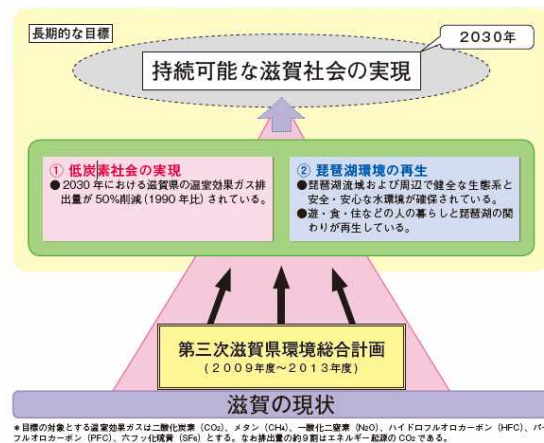 長期的な目標
2030年
持続可能な滋賀社会の実現
① 低炭素社会の実現
●2030年における滋賀県の温室効果ガス排
出量が50%削減(1990年比)されている。
② 琵琶湖環境の再生
●琵琶湖流域および周辺で健全な生態系と
安全・安心な水環境が確保されている。
●遊・食・住などの人の暮らしと琵琶湖の関
わりが再生している。
第三次滋賀県環境総合計画
(2009年度~2013年度)
滋賀の現状
*目標の対象とする温室効果ガスは二酸化炭素(CO₂)、メタン(CH₄)、一酸化二窒素(N₂O)、ハイドロフルオロカーボン(HFC)、パー
フルオロカーボン(PFC)、六フッ化硫黄(SF₆)とする。なお排出量の約9割はエネルギー起源のCO₂である。